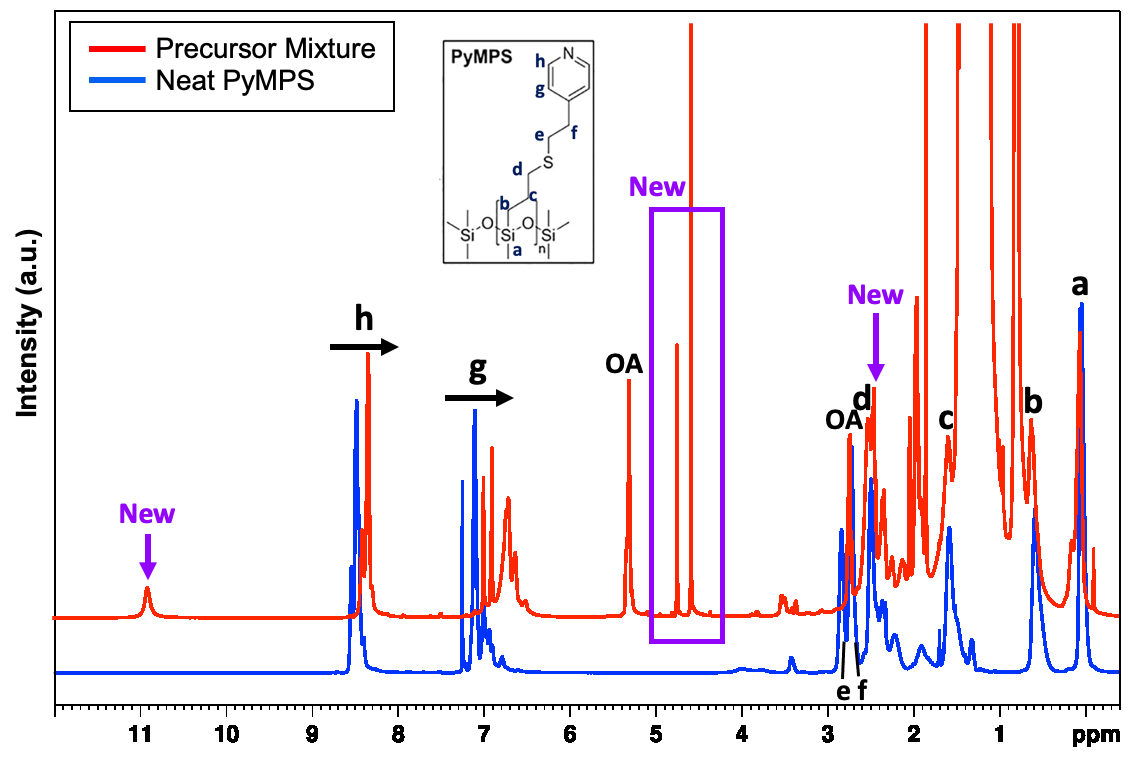 Precursor Mixture
Neat PyMPS
PyMPS
N
h
g
e
f
S
d
c
b
O
O
Si
Si
Si
n
a
New
New
New
h
g
OA
OA
d
c
b
a
e f
Intensity (a.u.)
11 10 9 8 7 6 5 4 3 2 1 ppm